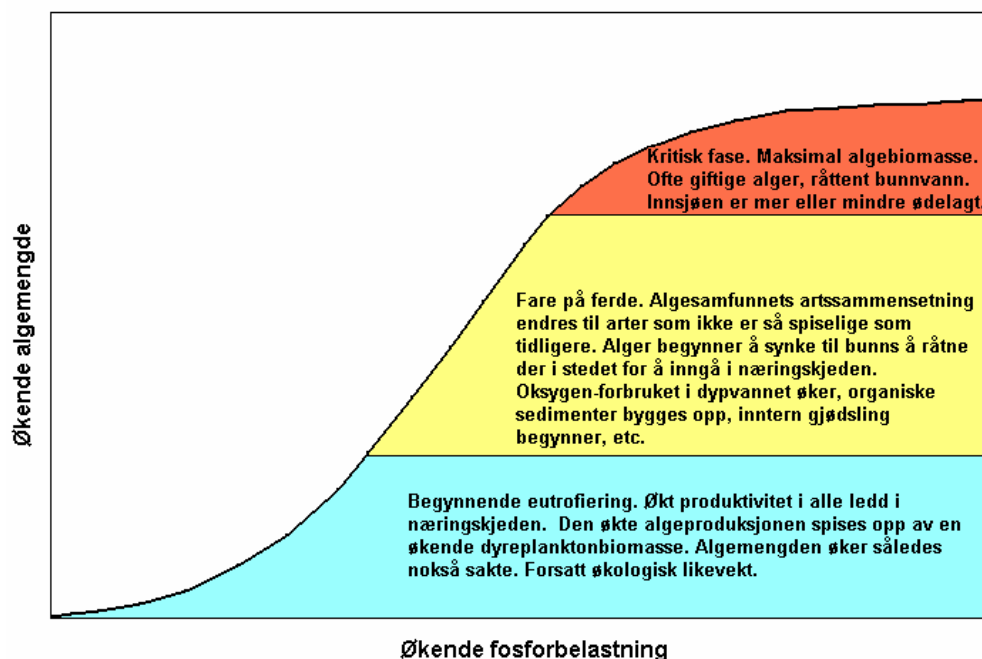 Kritisk fase. Maksimal algebiomasse.
Ofte giftige alger, råttent bunnvann.
Innsjøen er mer eller mindre ødelagt.
Økende algemengde
Fare på ferde. Algesamfunnets artssammensetning
endres til arter som ikke er så spiselige som
tidligere. Alger begynner å synke til bunns å råtne
der i stedet for å inngå i næringskjeden.
Oksygen-forbruket i dypvannet øker, organiske
sedimenter bygges opp, inntern gjødsling
begynner, etc.
Begynnende eutrofiering. Økt produktivitet i alle ledd i
næringskjeden.  Den økte algeproduksjonen spises opp av en
økende dyreplanktonbiomasse. Algemengden øker således
nokså sakte. Forsatt økologisk likevekt.
Økende fosforbelastning